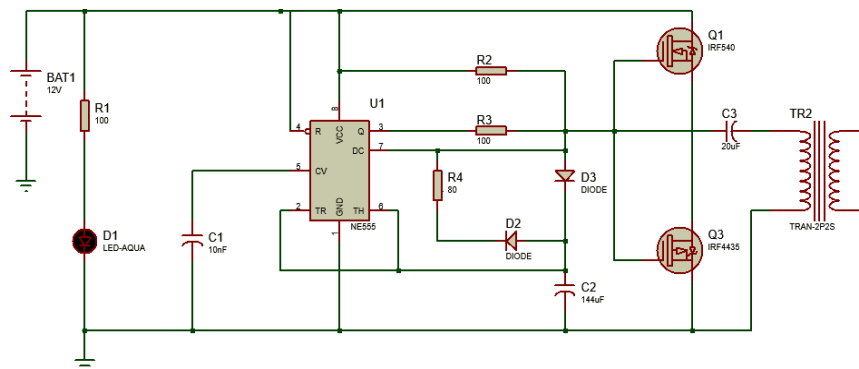 BAT1
12V
R1
100
D1
LED-AQUA
C1
10nF
U1
R
VCC
Q
DC
CV
TR
GND
TH
4
8
3
7
5
2
1
6
NE555
R2
100
R3
100
R4
80
D2
DIODE
D3
DIODE
C2
144uF
Q1
IRF540
Q3
IRF4435
C3
20uF
TR2
TRAN-2P2S